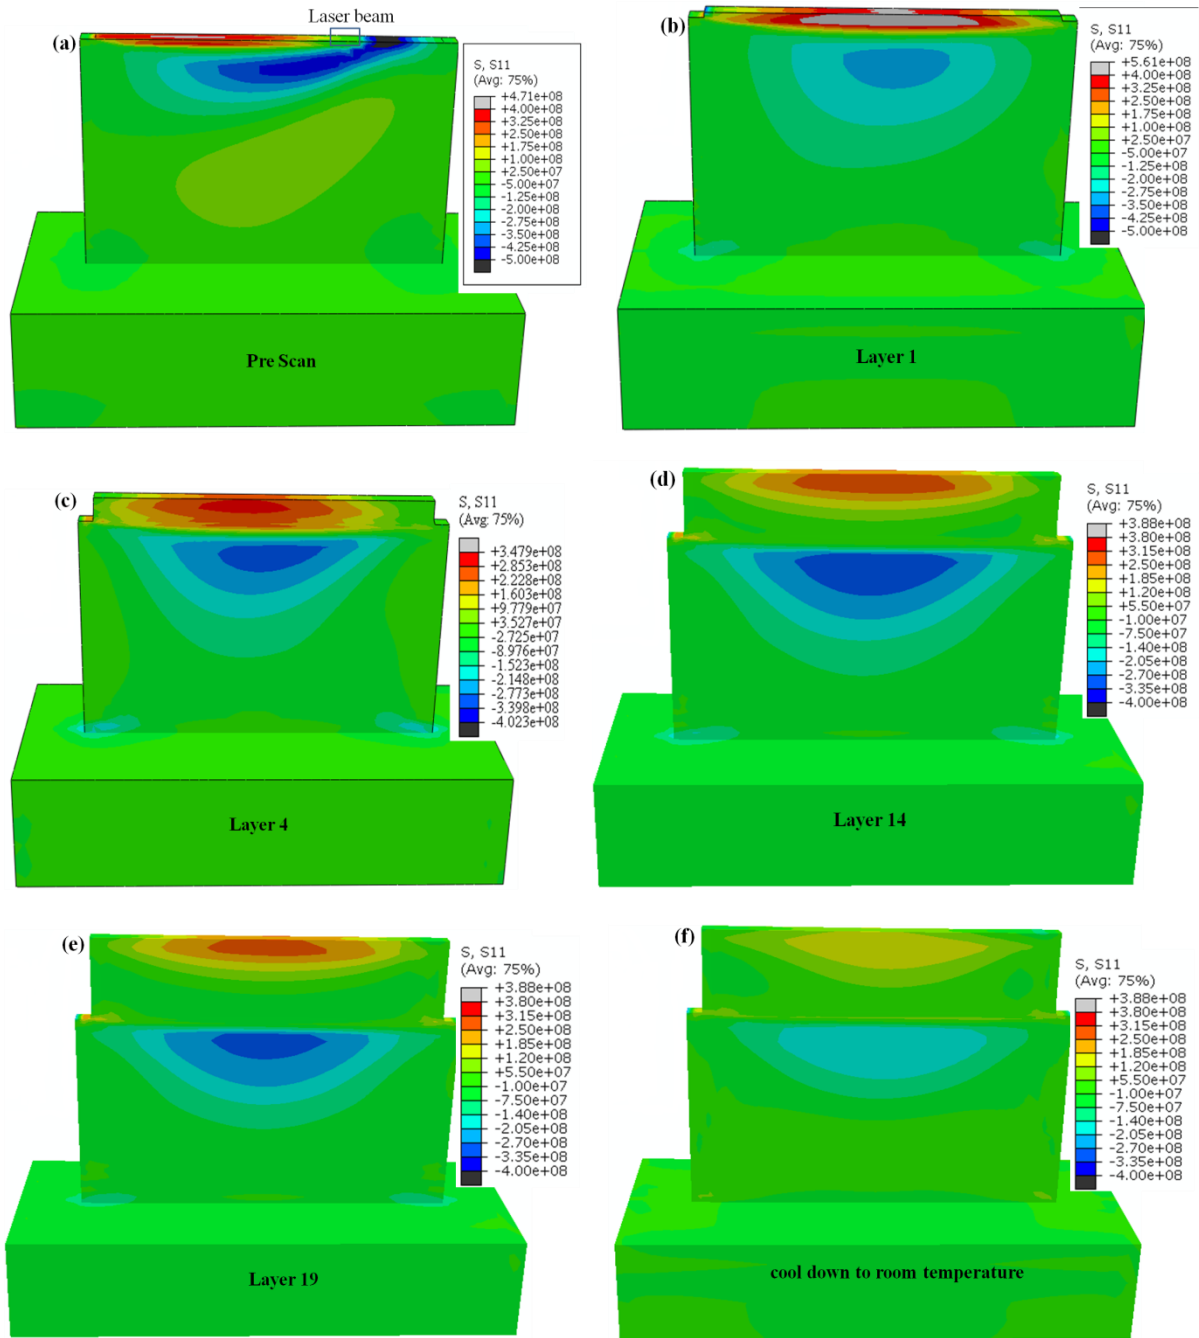 Laser beam
(a)
S, S11
(Avg: 75%)
+4.71e+08
+4.00e+08
+3.25e+08
+2.50e+08
+1.75e+08
+1.00e+08
+2.50e+07
-5.00e+07
-1.25e+08
-2.00e+08
-2.75e+08
-3.50e+08
-4.25e+08
-5.00e+08
Pre Scan
(b)
S, S11
(Avg: 75%)
+5.61e+08
+4.00e+08
+3.25e+08
+2.50e+08
+1.75e+08
+1.00e+08
+2.50e+07
-5.00e+07
-1.25e+08
-2.00e+08
-2.75e+08
-3.50e+08
-4.25e+08
-5.00e+08
Layer 1
(c)
S, S11
(Avg: 75%)
+3.479e+08
+2.853e+08
+2.228e+08
+1.603e+08
+9.779e+07
+3.527e+07
-2.725e+07
-8.976e+07
-1.523e+08
-2.148e+08
-2.773e+08
-3.398e+08
-4.023e+08
Layer 4
(d)
S, S11
(Avg: 75%)
+3.88e+08
+3.80e+08
+3.15e+08
+2.50e+08
+1.85e+08
+1.20e+08
+5.50e+07
-1.00e+07
-7.50e+07
-1.40e+08
-2.05e+08
-2.70e+08
-3.35e+08
-4.00e+08
Layer 14
(e)
S, S11
(Avg: 75%)
+3.88e+08
+3.80e+08
+3.15e+08
+2.50e+08
+1.85e+08
+1.20e+08
+5.50e+07
-1.00e+07
-7.50e+07
-1.40e+08
-2.05e+08
-2.70e+08
-3.35e+08
-4.00e+08
Layer 19
(f)
S, S11
(Avg: 75%)
+3.88e+08
+3.80e+08
+3.15e+08
+2.50e+08
+1.85e+08
+1.20e+08
+5.50e+07
-1.00e+07
-7.50e+07
-1.40e+08
-2.05e+08
-2.70e+08
-3.35e+08
-4.00e+08
cool down to room temperature